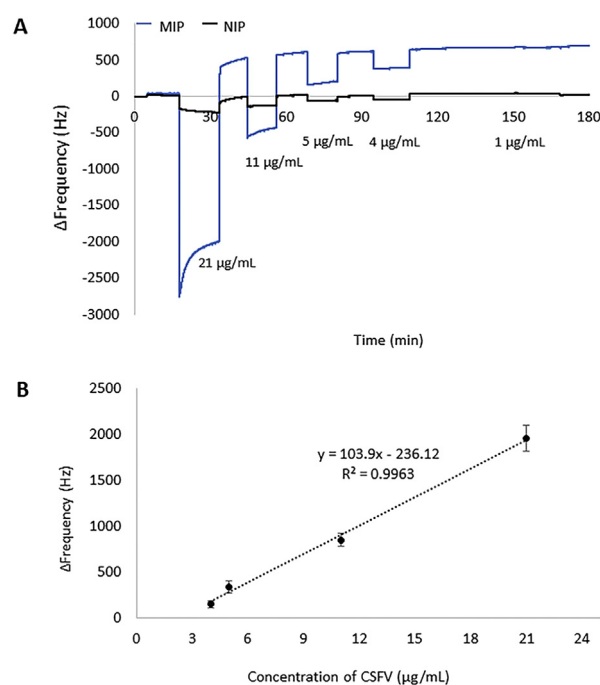 A
MIP NIP
1000
500
0
-500
-1000
-1500
-2000
-2500
-3000
ΔFrequency (Hz)
0 30 60 90 120 150 180
21 µg/mL
11 µg/mL
5 µg/mL
4 µg/mL
1 µg/mL
Time (min)
B
2500
2000
1500
1000
500
0
ΔFrequency (Hz)
y = 103.9x - 236.12
R² = 0.9963
0 3 6 9 12 15 18 21 24
Concentration of CSFV (µg/mL)